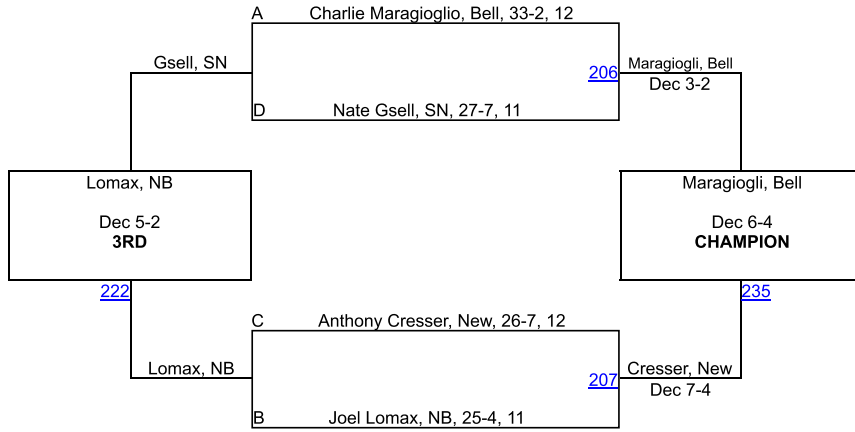 A Charlie Maragioglio, Bell, 33-2, 12
Gsell, SN
206
Maragiogli, Bell
Dec 3-2
D Nate Gsell, SN, 27-7, 11
Lomax, NB
Dec 5-2
3RD
Maragiogli, Bell
Dec 6-4
CHAMPION
222
235
C Anthony Cresser, New, 26-7, 12
Lomax, NB
207
Cresser, New
Dec 7-4
B Joel Lomax, NB, 25-4, 11